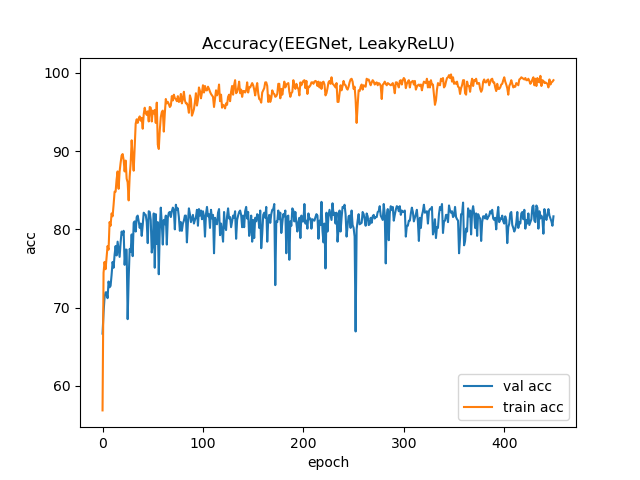 Accuracy(EEGNet, LeakyReLU)
100
90
80
70
60
acc
0 100 200 300 400
epoch
val acc
train acc